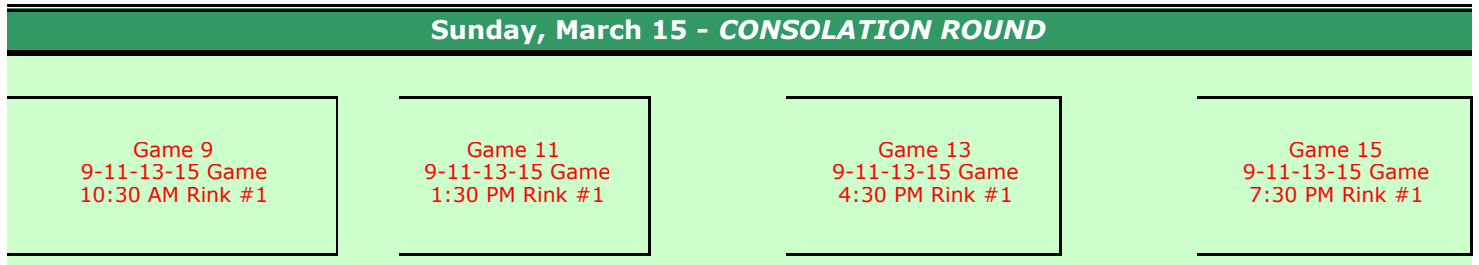 Sunday, March 15 - CONSOLATION ROUND
Game 9
9-11-13-15 Game
10:30 AM Rink #1
Game 11
9-11-13-15 Game
1:30 PM Rink #1
Game 13
9-11-13-15 Game
4:30 PM Rink #1
Game 15
9-11-13-15 Game
7:30 PM Rink #1